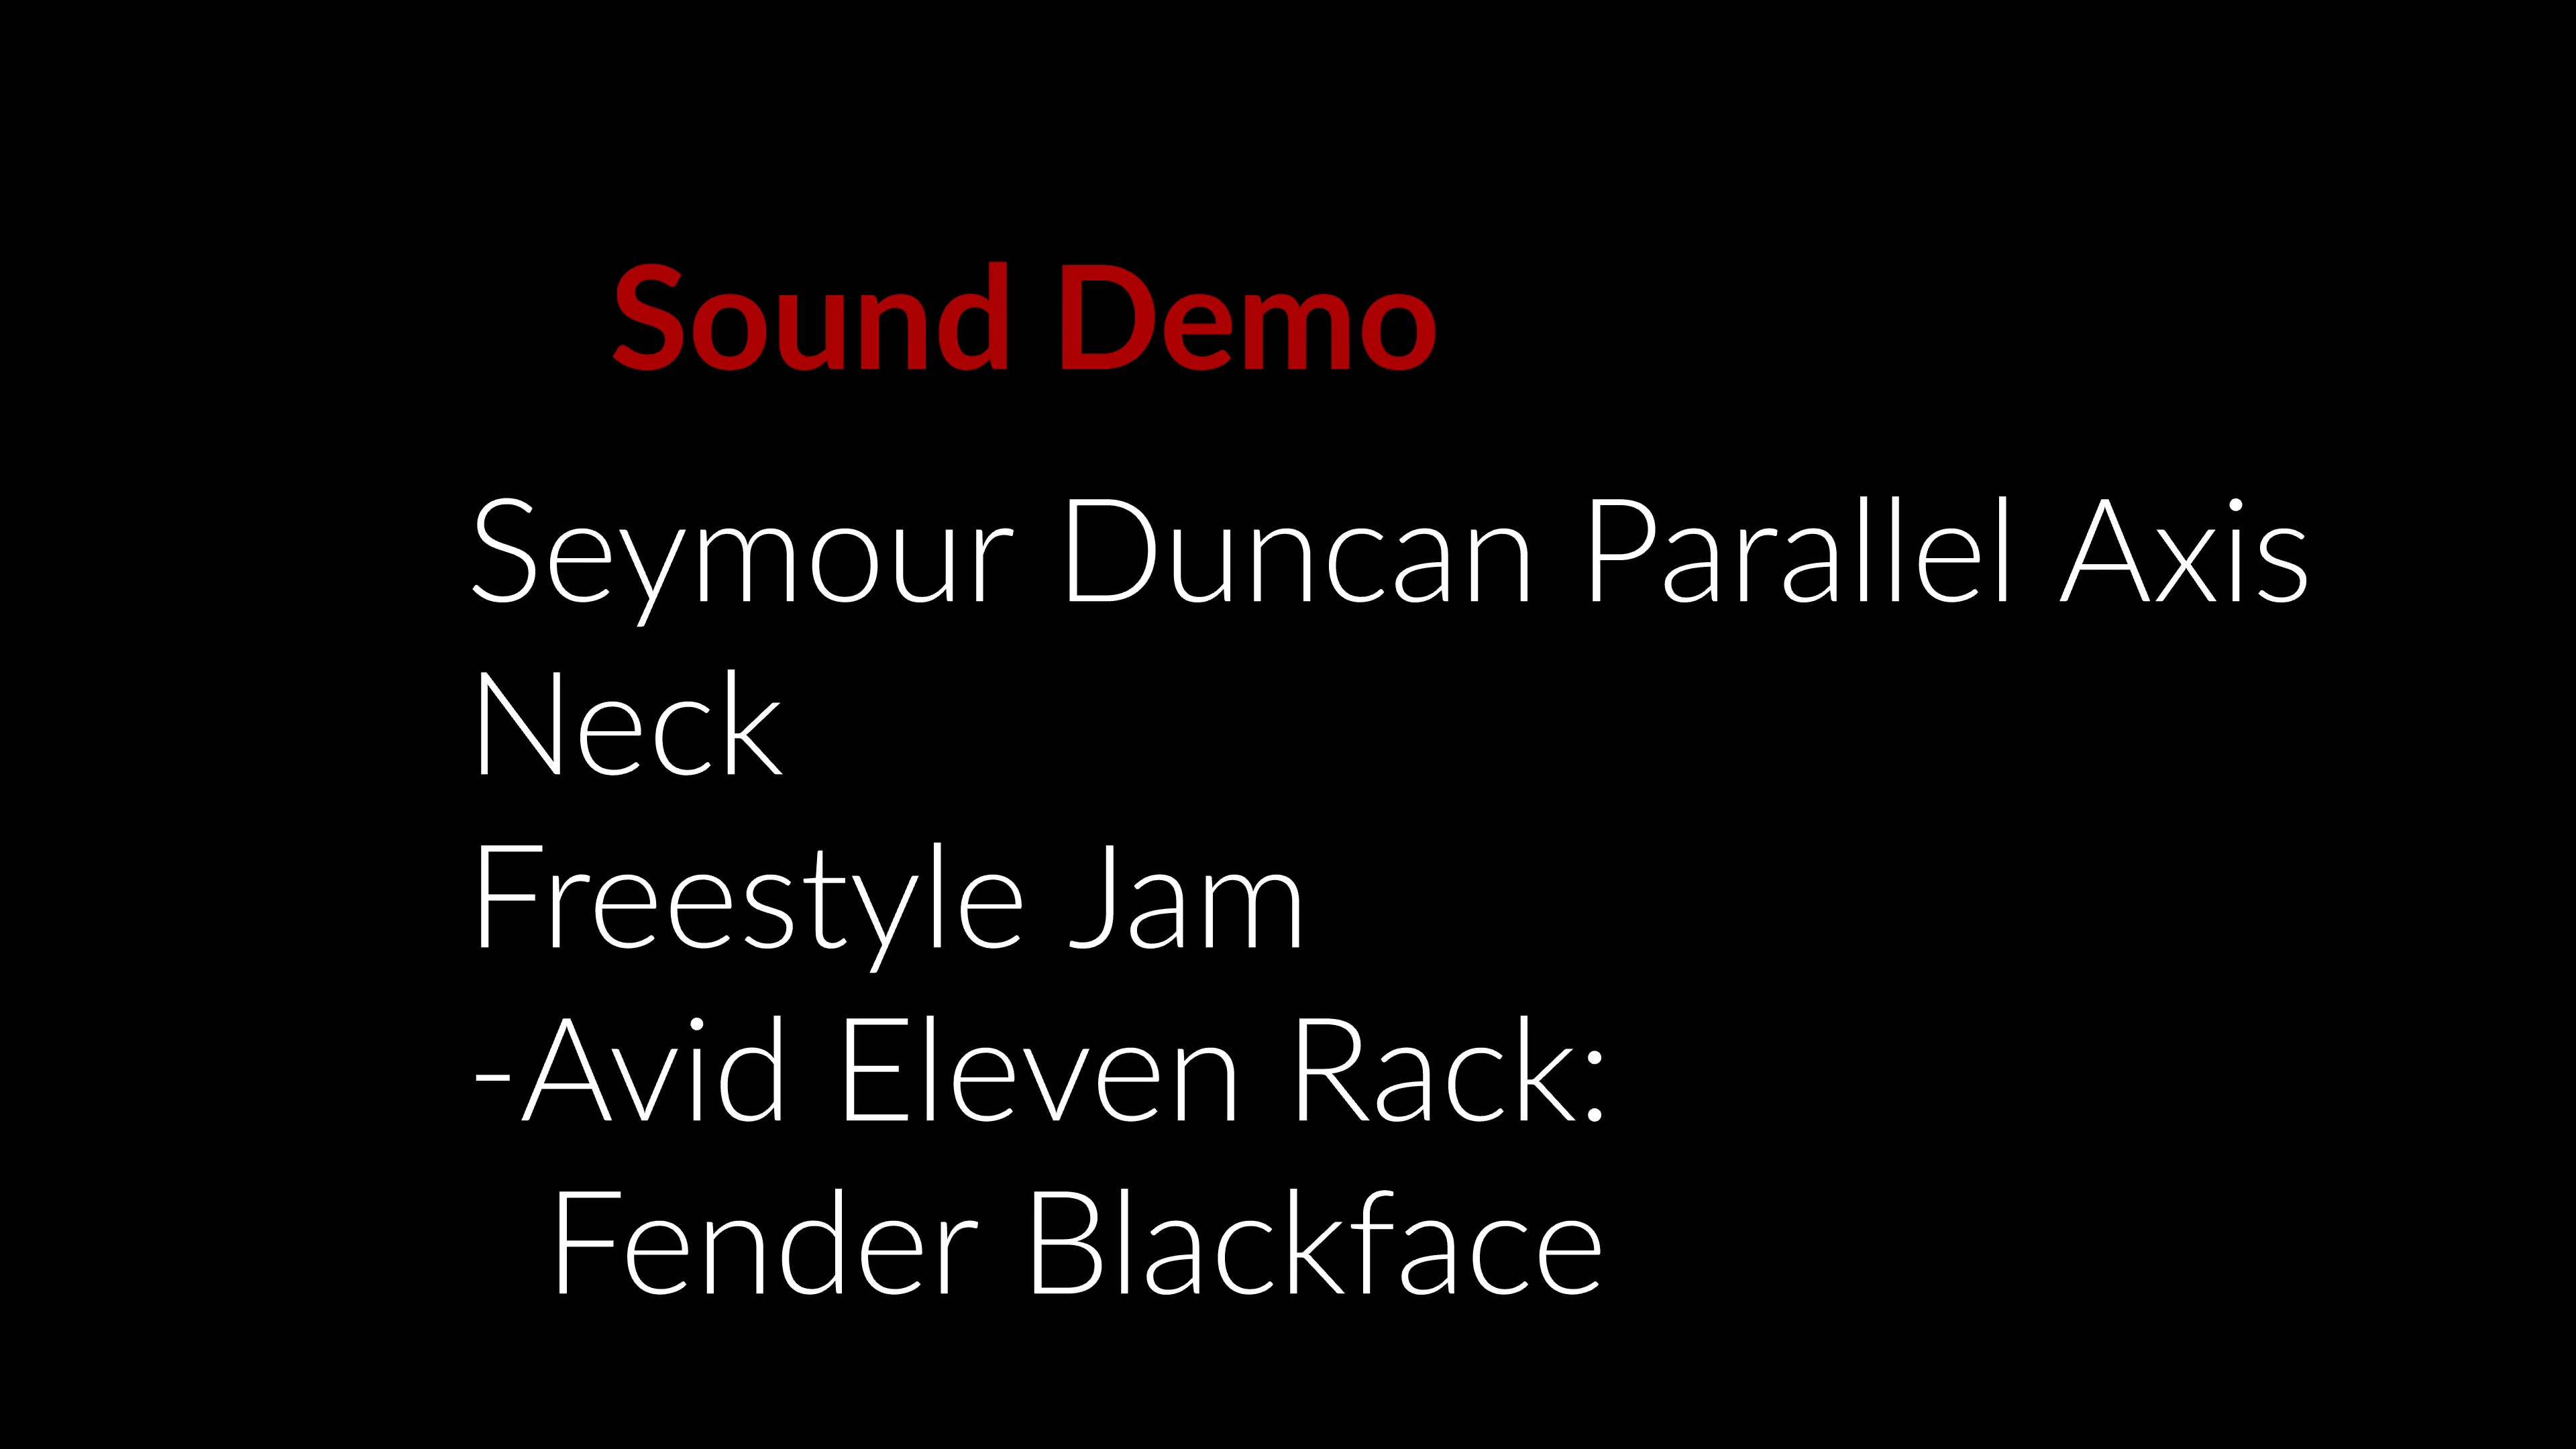 Sound Demo
Seymour Duncan Parallel Axis
Neck
Freestyle Jam
-Avid Eleven Rack:
Fender Blackface